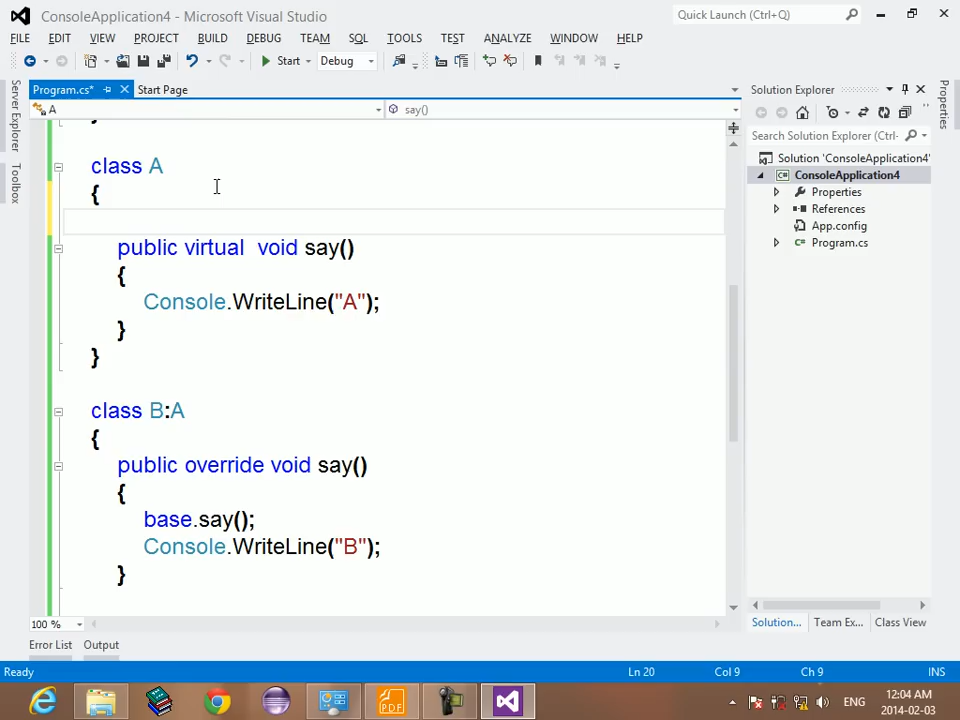 ConsoleApplication4 - Microsoft Visual Studio
Quick Launch (Ctrl+Q)
FILE EDIT VIEW PROJECT BUILD DEBUG TEAM SQL TOOLS TEST ANALYZE WINDOW HELP
Start Debug
Program.cs* Start Page
Solution Explorer
A say()
Search Solution Explorer (Ctrl-
Solution 'ConsoleApplication4'
ConsoleApplication4
Properties
References
App.config
Program.cs
Server Explorer
Toolbox
Properties
}
class A
{
public virtual void say()
{
Console.WriteLine("A");
}
}
class B:A
{
public override void say()
{
base.say();
Console.WriteLine("B");
}
100 %
Solution... Team Ex... Class View
Error List Output
Ready Ln 20 Col 9 Ch 9 INS
PDF
ENG
12:04 AM
2014-02-03